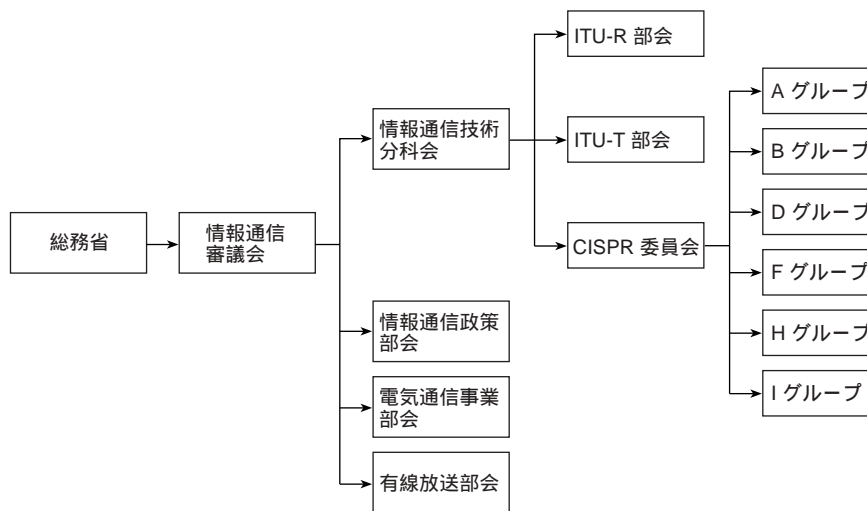 総務省
情報通信
審議会
情報通信技術
分科会
情報通信政策
部会
電気通信事業
部会
有線放送部会
ITU-R 部会
ITU-T 部会
CISPR 委員会
A グループ
B グループ
D グループ
F グループ
H グループ
I グループ